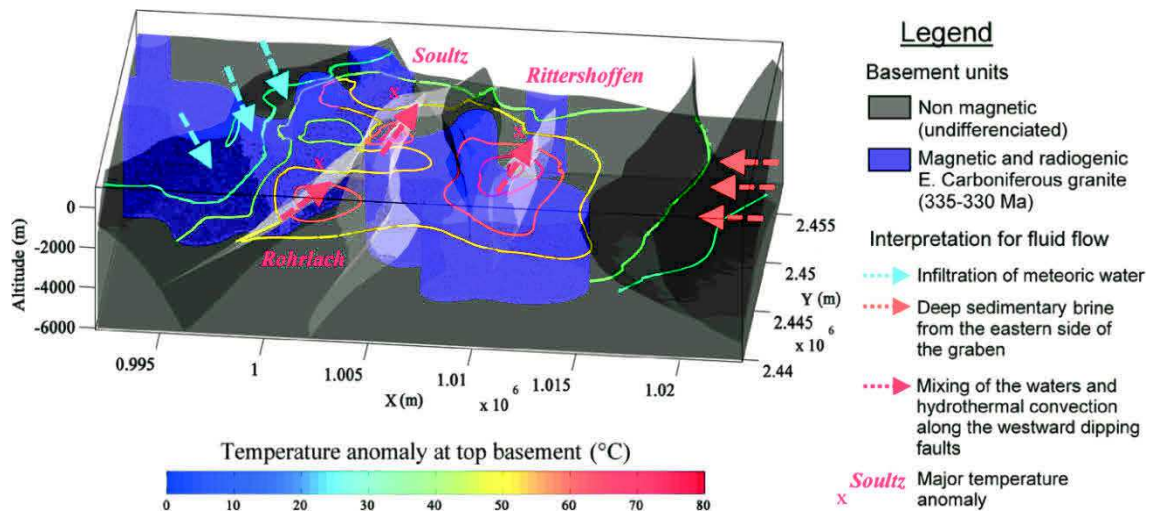 Soultz
Rittershoffen
Rohrlach
x
x
x
Altitude (m)
0
-2000
-4000
-6000
0.995
1
1.005
1.01
1.015
1.02
X (m)
x 10^6
2.455
2.45
2.445
2.44
Y (m)
x 10^6
Temperature anomaly at top basement (°C)
0 10 20 30 40 50 60 70 80
Legend
Basement units
Non magnetic
(undifferenciated)
Magnetic and radiogenic
E. Carboniferous granite
(335-330 Ma)
Interpretation for fluid flow
Infiltration of meteoric water
Deep sedimentary brine
from the eastern side of
the graben
Mixing of the waters and
hydrothermal convection
along the westward dipping
faults
x Soultz Major temperature
anomaly